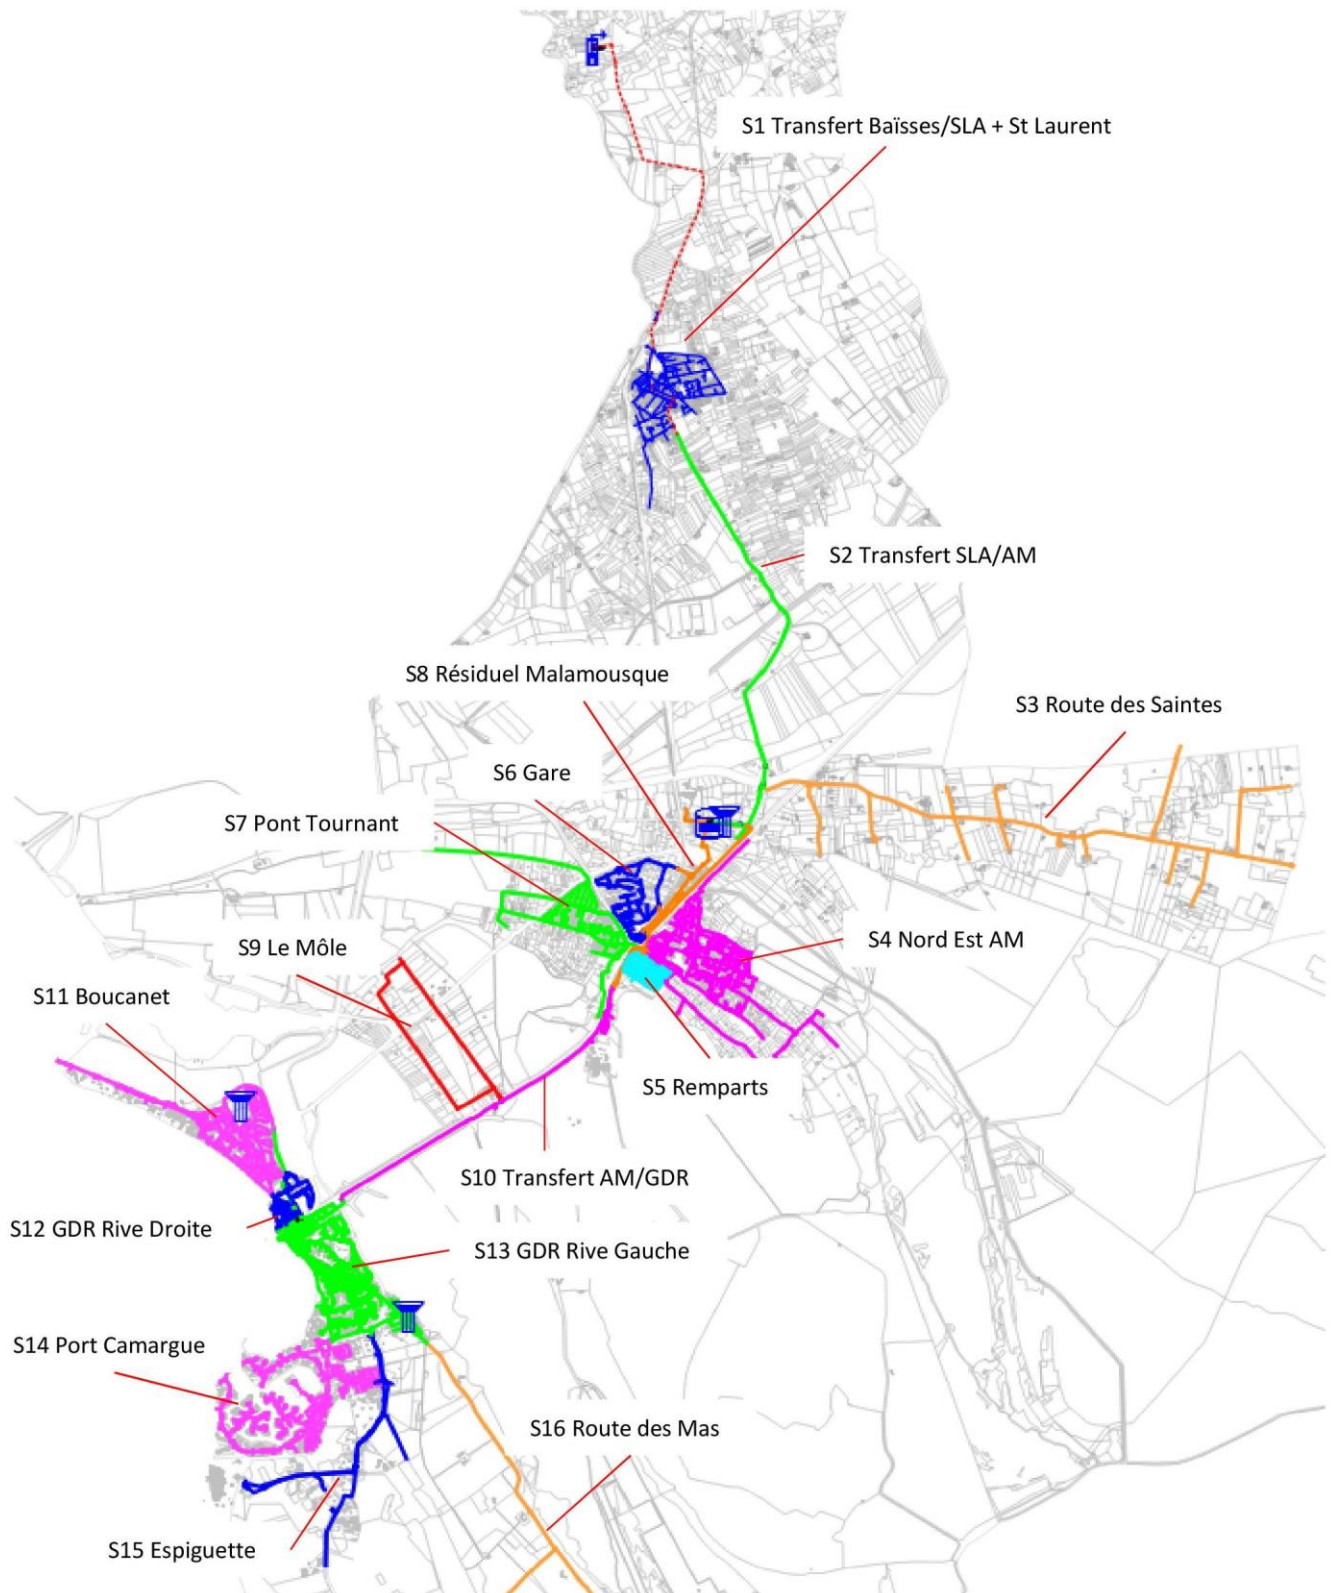 S1 Transfert Baïsses/SLA + St Laurent
S2 Transfert SLA/AM
S8 Résiduel Malamousque
S3 Route des Saintes
S6 Gare
S7 Pont Tournant
S9 Le Môle
S4 Nord Est AM
S11 Boucanet
S5 Remparts
S10 Transfert AM/GDR
S12 GDR Rive Droite
S13 GDR Rive Gauche
S14 Port Camargue
S16 Route des Mas
S15 Espiguette